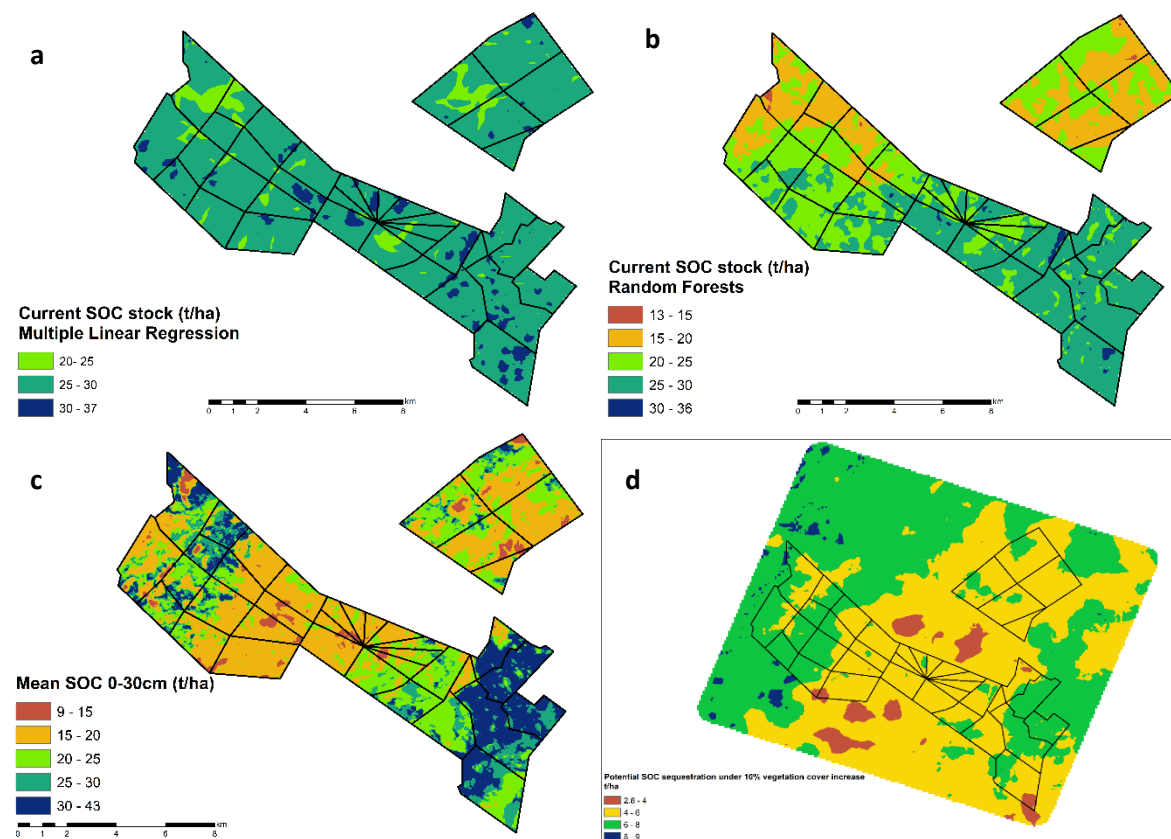 a
Current SOC stock (t/ha)
Multiple Linear Regression
20- 25
25 - 30
30 - 37
0 1 2 4 6 8 km
b
Current SOC stock (t/ha)
Random Forests
13 - 15
15 - 20
20 - 25
25 - 30
30 - 36
0 1 2 4 6 8 km
c
Mean SOC 0-30cm (t/ha)
9 - 15
15 - 20
20 - 25
25 - 30
30 - 43
0 1 2 4 6 8 km
d
Potential SOC sequestration under 10% vegetation cover increase
t/ha
2.8 - 4
4 - 6
6 - 8
8 - 9